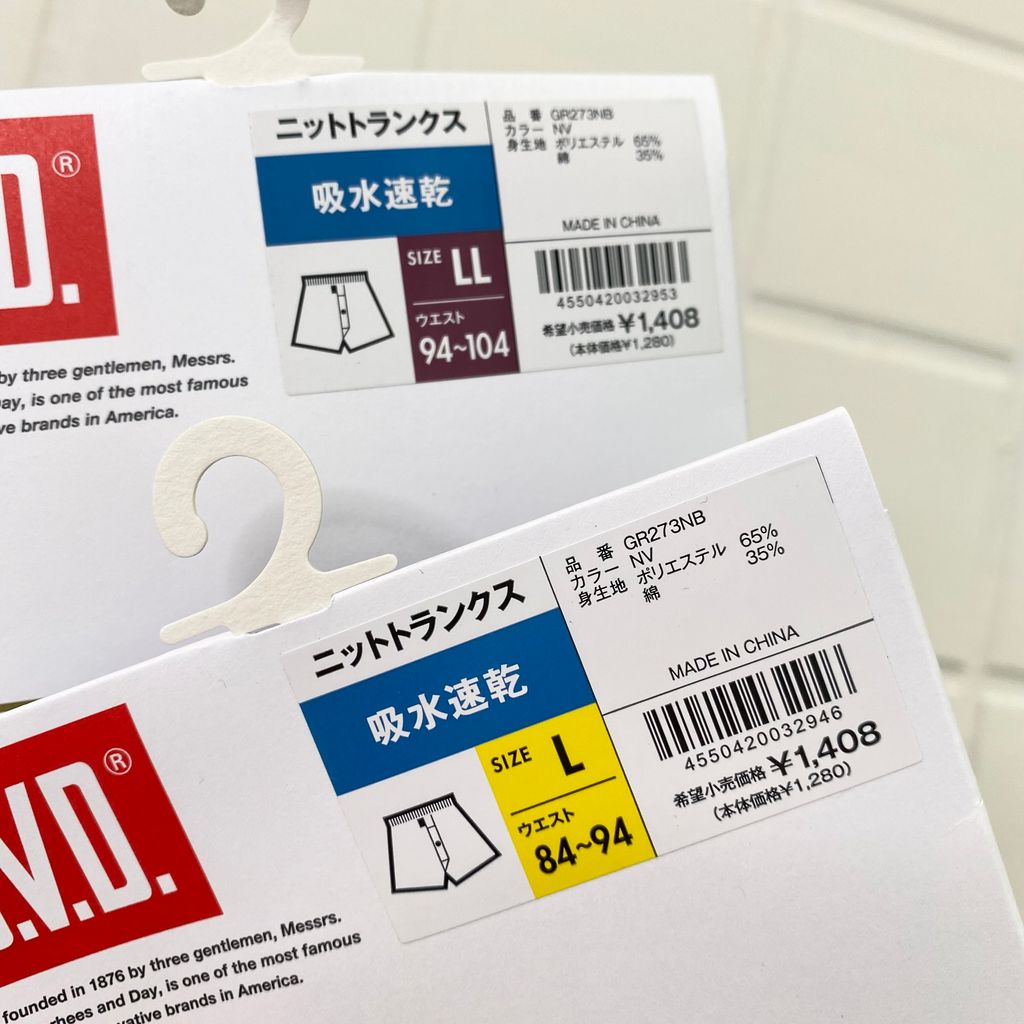 D.®
by three gentlemen, Messrs.
Day, is one of the most famous
brands in America.
ニットトランクス
吸水速乾
SIZE LL
ウエスト
94~104
品 番 GR273NB
カラー NV
身生地 ポリエステル 65%
綿 35%
MADE IN CHINA
4550420032953
希望小売価格 ¥1,408
(本体価格¥1,280)
.V.D.®
founded in 1876 by three gentlemen, Messrs.
rhees and Day, is one of the most famous
vative brands in America.
ニットトランクス
吸水速乾
SIZE L
ウエスト
84~94
品 番 GR273NB
カラー NV
身生地 ポリエステル 65%
綿 35%
MADE IN CHINA
4550420032946
希望小売価格 ¥1,408
(本体価格¥1,280)